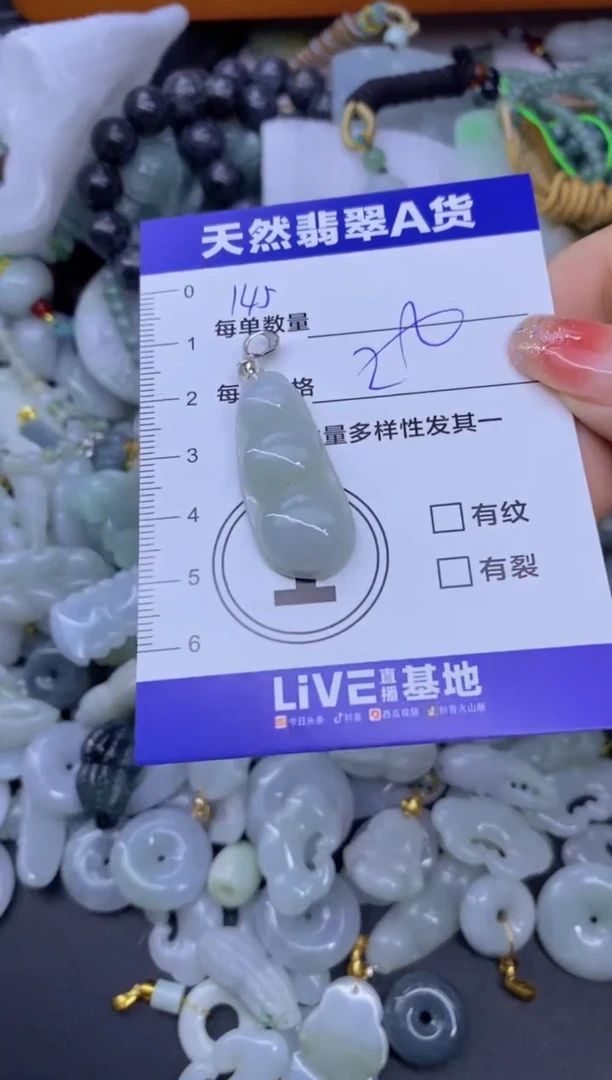 天然翡翠A货
0
145
每单数量
1
2
每 格
3
量多样性发其一
4
有纹
5
有裂
6
LiVE直播基地
今日头条 抖音 西瓜视频 抖音火山版